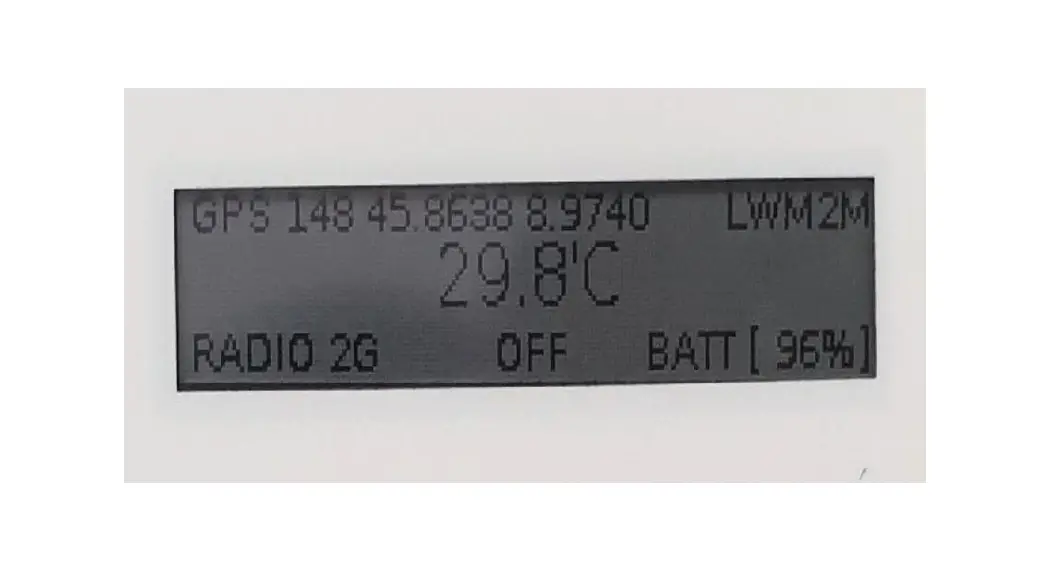 GPS 148 45.8638 8.9740 LWM2M
29.8'C
RADIO 2G OFF BATT [ 96%]